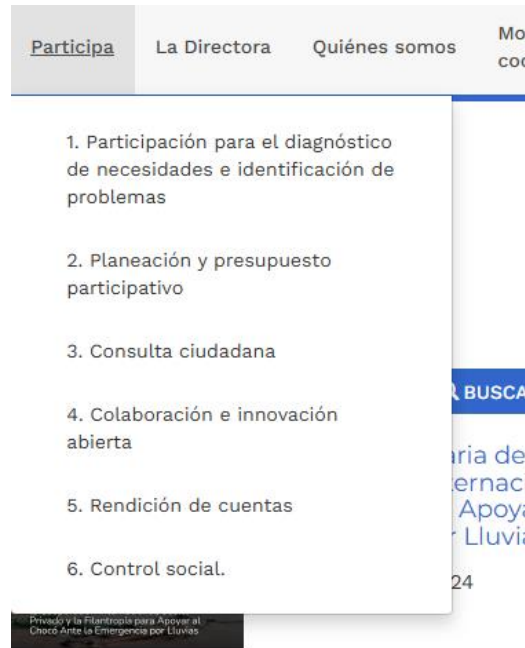 Participa
La Directora
Quiénes somos
1. Participación para el diagnóstico
de necesidades e identificación de
problemas
2. Planeación y presupuesto
participativo
3. Consulta ciudadana
4. Colaboración e innovación
abierta
5. Rendición de cuentas
6. Control social.
BUSCA
de
24
Privado y la Filantropía para Apoyar al
Chocó Ante la Emergencia por Lluvias